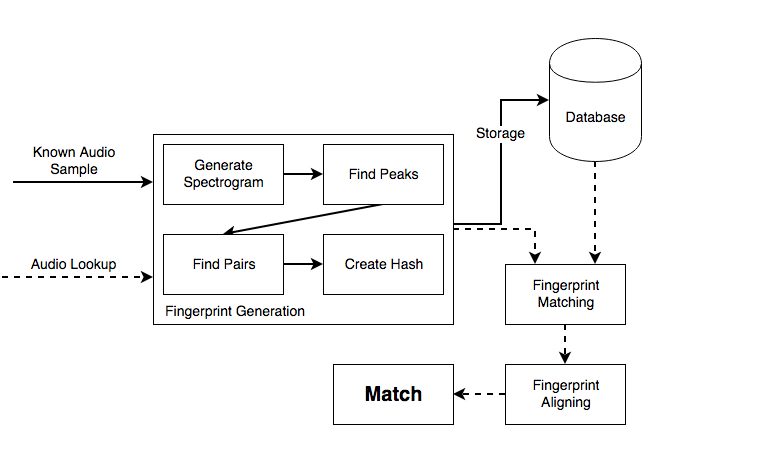 Database
Storage
Known Audio
Sample
Generate
Spectrogram
Find Peaks
Audio Lookup
Find Pairs
Create Hash
Fingerprint Generation
Fingerprint
Matching
Match
Fingerprint
Aligning